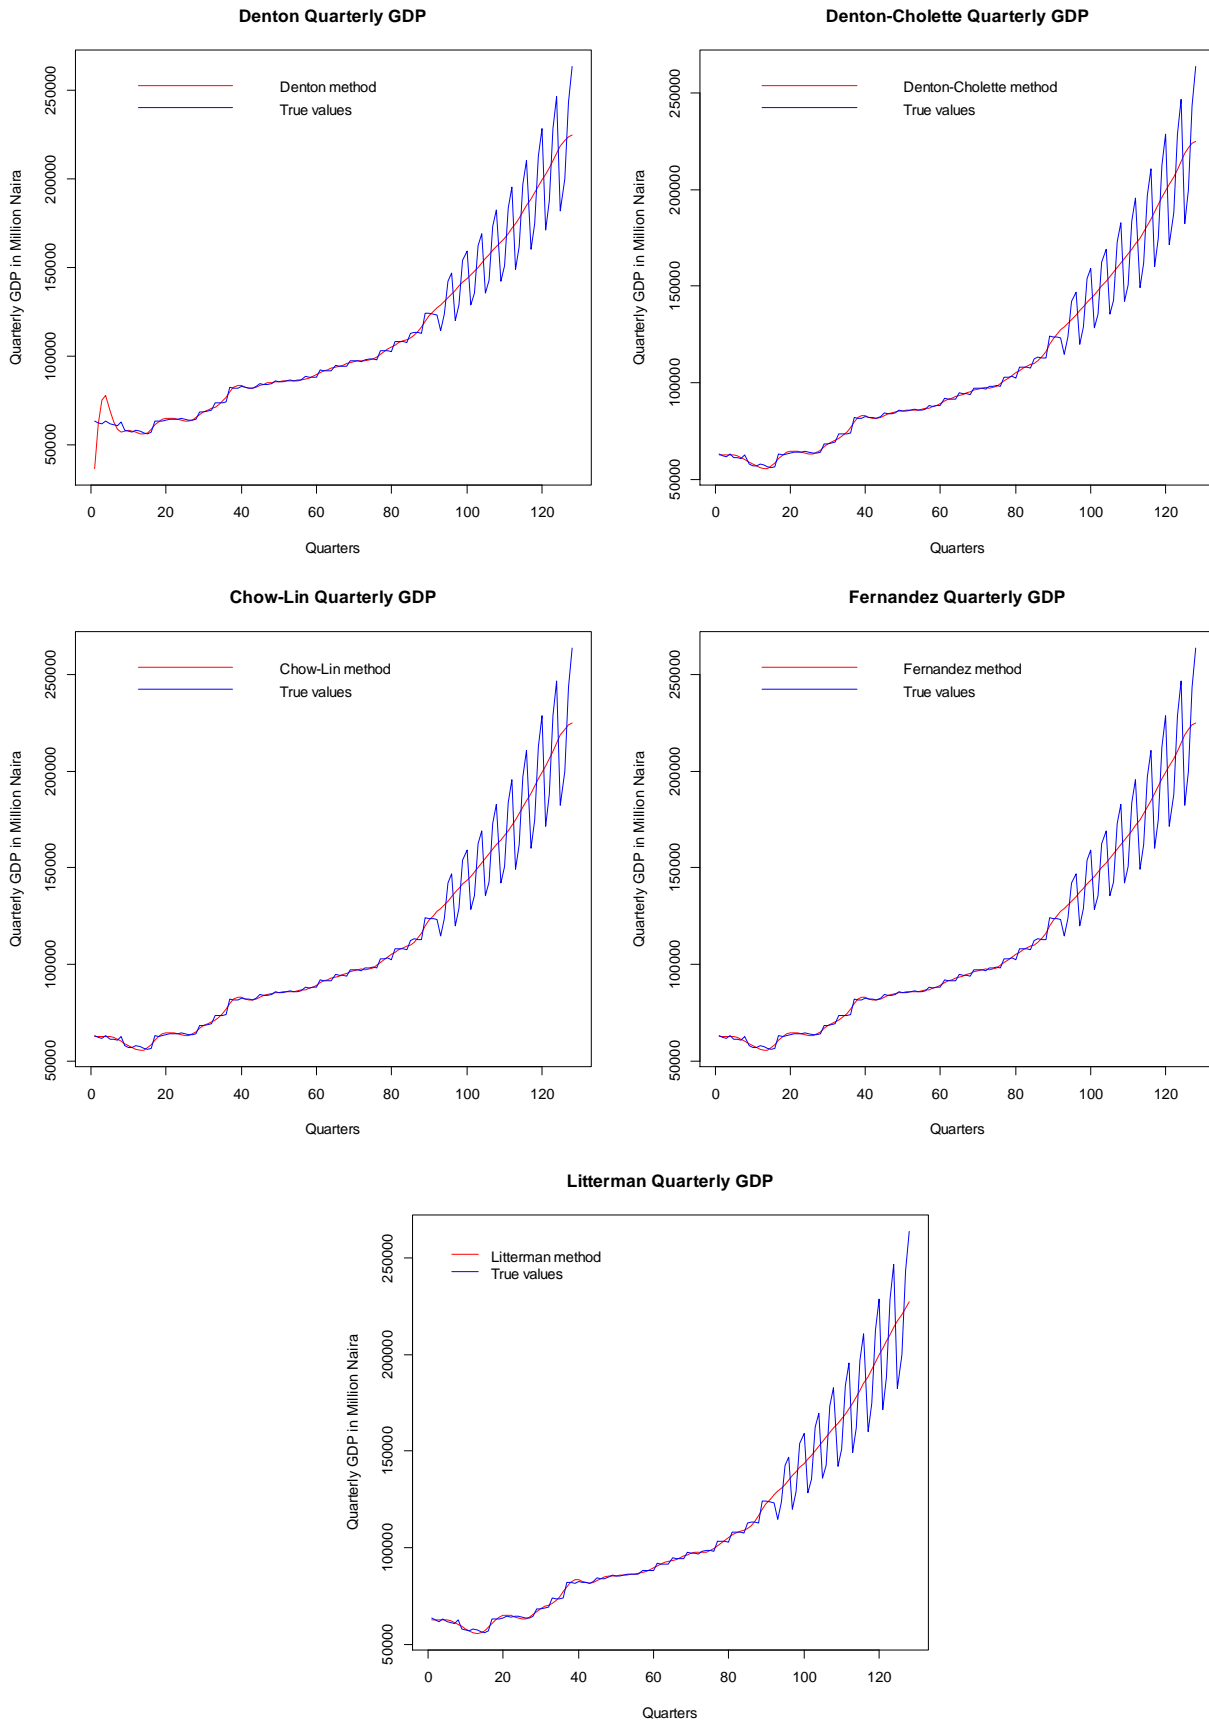 Denton Quarterly GDP
Denton method
True values
Quarterly GDP in Million Naira
250000
200000
150000
100000
50000
0 20 40 60 80 100 120
Quarters
Denton-Cholette Quarterly GDP
Denton-Cholette method
True values
Quarterly GDP in Million Naira
250000
200000
150000
100000
50000
0 20 40 60 80 100 120
Quarters
Chow-Lin Quarterly GDP
Chow-Lin method
True values
Quarterly GDP in Million Naira
250000
200000
150000
100000
50000
0 20 40 60 80 100 120
Quarters
Fernandez Quarterly GDP
Fernandez method
True values
Quarterly GDP in Million Naira
250000
200000
150000
100000
50000
0 20 40 60 80 100 120
Quarters
Litterman Quarterly GDP
Litterman method
True values
Quarterly GDP in Million Naira
250000
200000
150000
100000
50000
0 20 40 60 80 100 120
Quarters